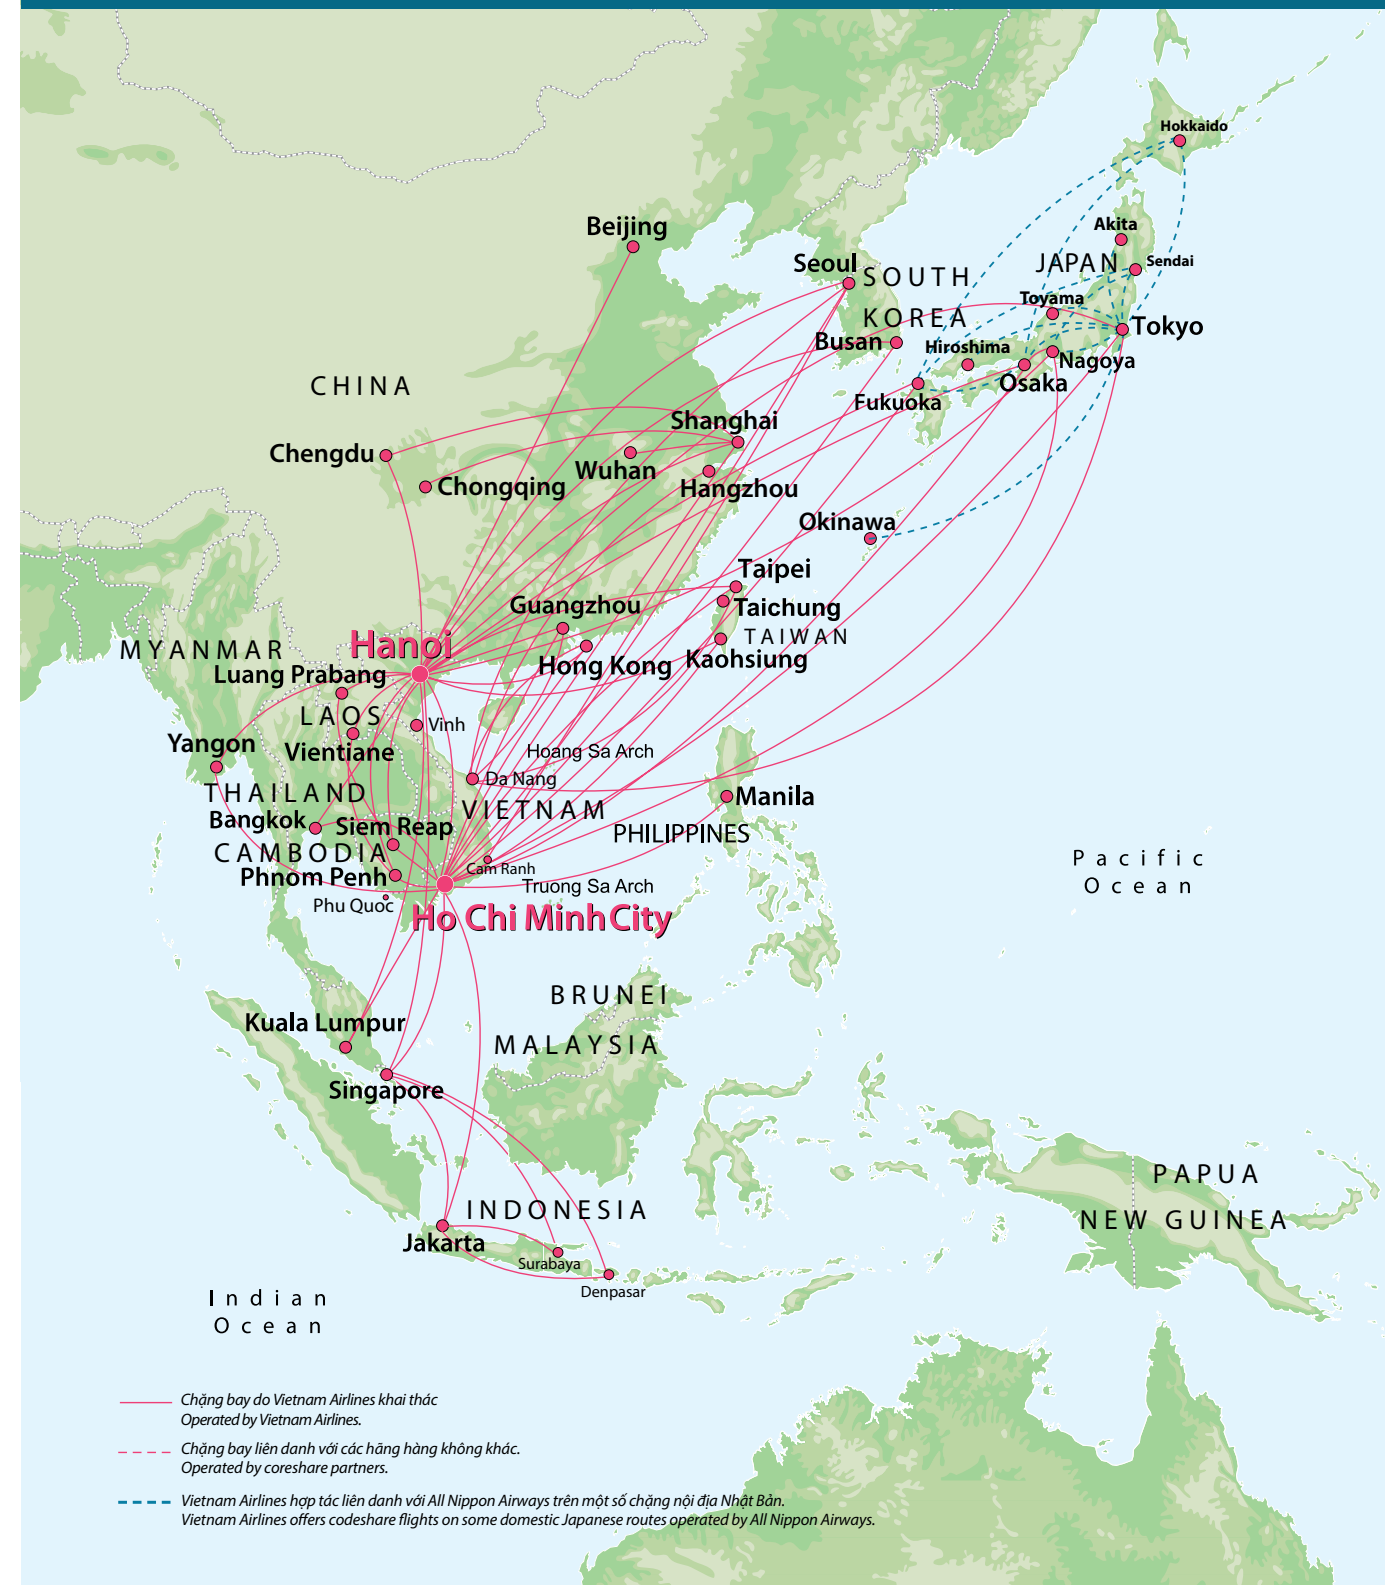 Hokkaido
Akita
Beijing
JAPAN
Sendai
Seoul
SOUTH
KOREA
Toyama
Tokyo
Busan
Hiroshima
Nagoya
Osaka
CHINA
Fukuoka
Shanghai
Chengdu
Wuhan
Chongqing
Hangzhou
Okinawa
Taipei
Guangzhou
Taichung
TAIWAN
Hanoi
MYANMAR
Hong Kong
Kaohsiung
Luang Prabang
LAOS
Vinh
Yangon
Vientiane
Hoang Sa Arch
Da Nang
THAILAND
VIETNAM
Manila
Bangkok
Siem Reap
PHILIPPINES
CAMBODIA
Pacific
Ocean
Cam Ranh
Phnom Penh
Truong Sa Arch
Phu Quoc
Ho Chi Minh City
BRUNEI
Kuala Lumpur
MALAYSIA
Singapore
PAPUA
NEW GUINEA
INDONESIA
Jakarta
Surabaya
Denpasar
Indian
Ocean
Chặng bay do Vietnam Airlines khai thác
Operated by Vietnam Airlines.
Chặng bay liên danh với các hãng hàng không khác.
Operated by coreshare partners.
Vietnam Airlines hợp tác liên danh với All Nippon Airways trên một số chặng nội địa Nhật Bản.
Vietnam Airlines offers codeshare flights on some domestic Japanese routes operated by All Nippon Airways.